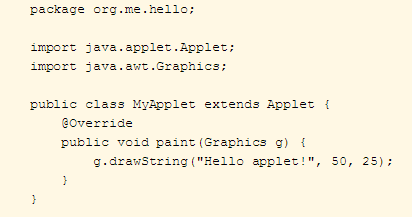 package org.me.hello;
import java.applet.Applet;
import java.awt.Graphics;
public class MyApplet extends Applet {
@Override
public void paint(Graphics g) {
g.drawString("Hello applet!", 50, 25);
}
}